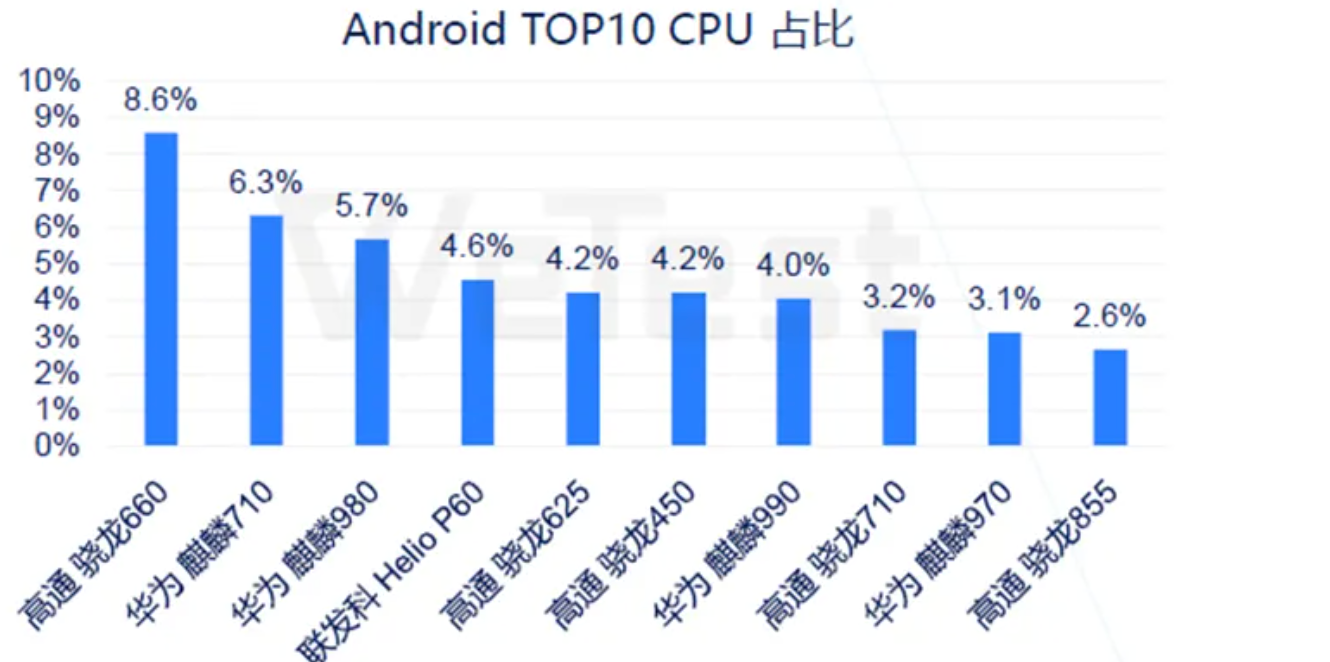 Android TOP10 CPU 占比
10%
9%
8%
7%
6%
5%
4%
3%
2%
1%
0%
8.6%
6.3%
5.7%
4.6%
4.2%
4.2%
4.0%
3.2%
3.1%
2.6%
高通 骁龙660
华为 麒麟710
华为 麒麟980
联发科 Helio P60
高通 骁龙625
高通 骁龙450
华为 麒麟990
高通 骁龙710
华为 麒麟970
高通 骁龙855
WeTest